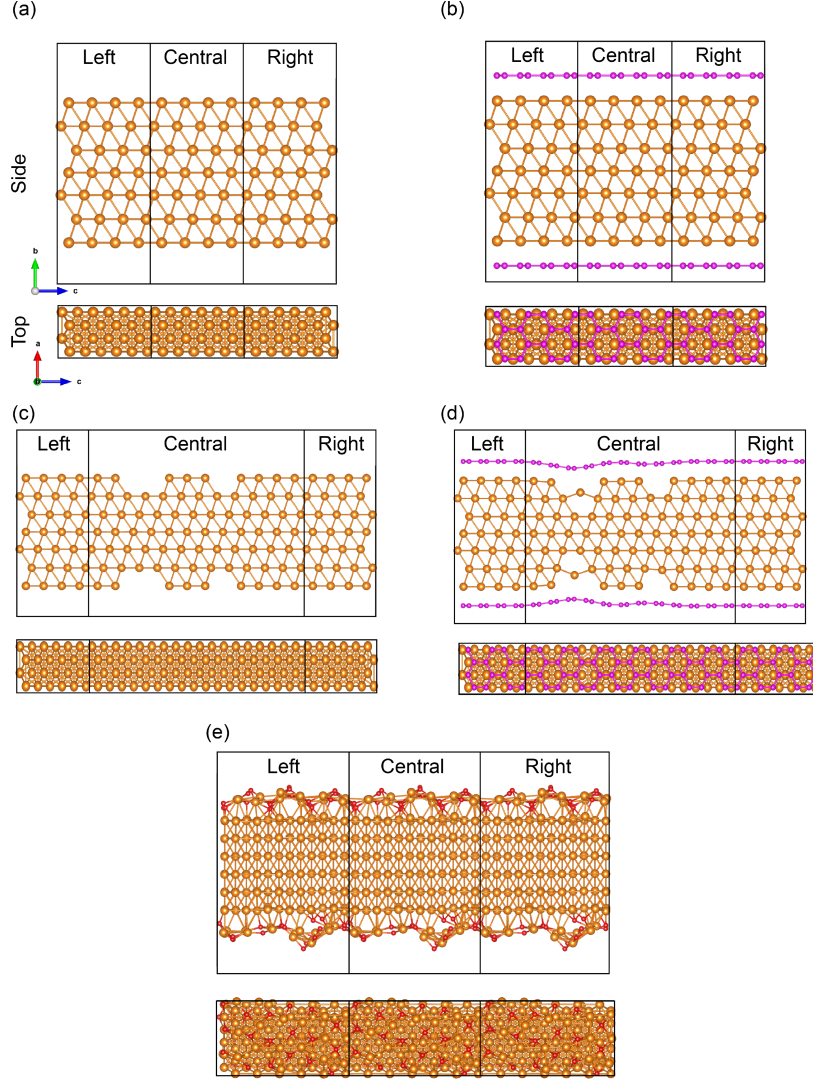 (a)
Left Central Right
Side
b
c
Top
a
b
c
(b)
Left Central Right
(c)
Left Central Right
(d)
Left Central Right
(e)
Left Central Right